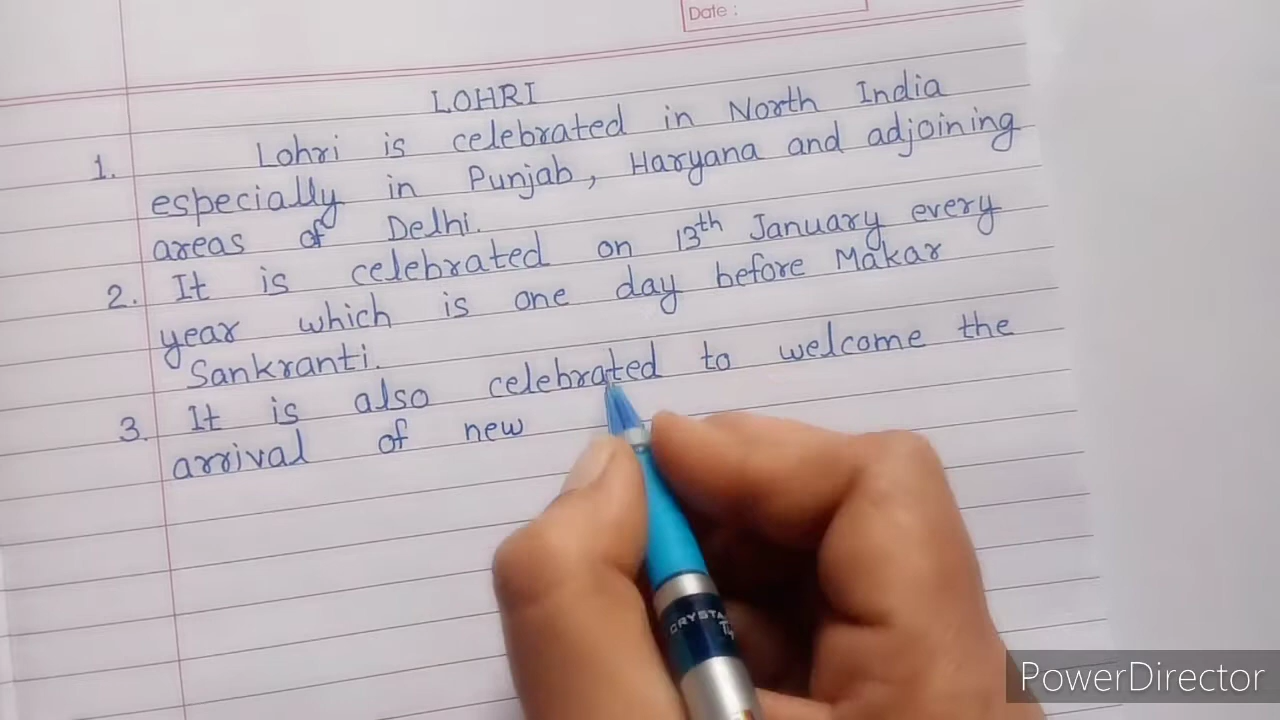 Date :
LOHRI
1. Lohri is celebrated in North India
especially in Punjab, Haryana and adjoining
areas of Delhi.
2. It is celebrated on 13th January every
year which is one day before Makar
Sankranti.
3. It is also celebrated to welcome the
arrival of new
CRYSTA
PowerDirector